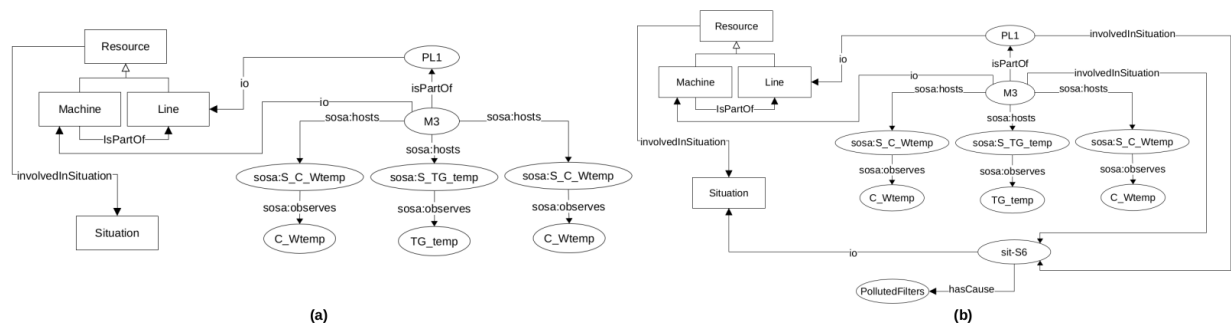 Resource
PL1
io
isPartOf
Machine
Line
io
IsPartOf
M3
sosa:hosts
sosa:hosts
sosa:hosts
sosa:S_C_Wtemp
sosa:S_TG_temp
sosa:S_C_Wtemp
involvedInSituation
sosa:observes
sosa:observes
sosa:observes
Situation
C_Wtemp
TG_temp
C_Wtemp
(a)
Resource
PL1
involvedInSituation
io
isPartOf
Machine
Line
io
involvedInSituation
IsPartOf
M3
sosa:hosts
sosa:hosts
sosa:hosts
involvedInSituation
sosa:S_C_Wtemp
sosa:S_TG_temp
sosa:S_C_Wtemp
sosa:observes
sosa:observes
sosa:observes
Situation
C_Wtemp
TG_temp
C_Wtemp
io
sit-S6
PollutedFilters
hasCause
(b)